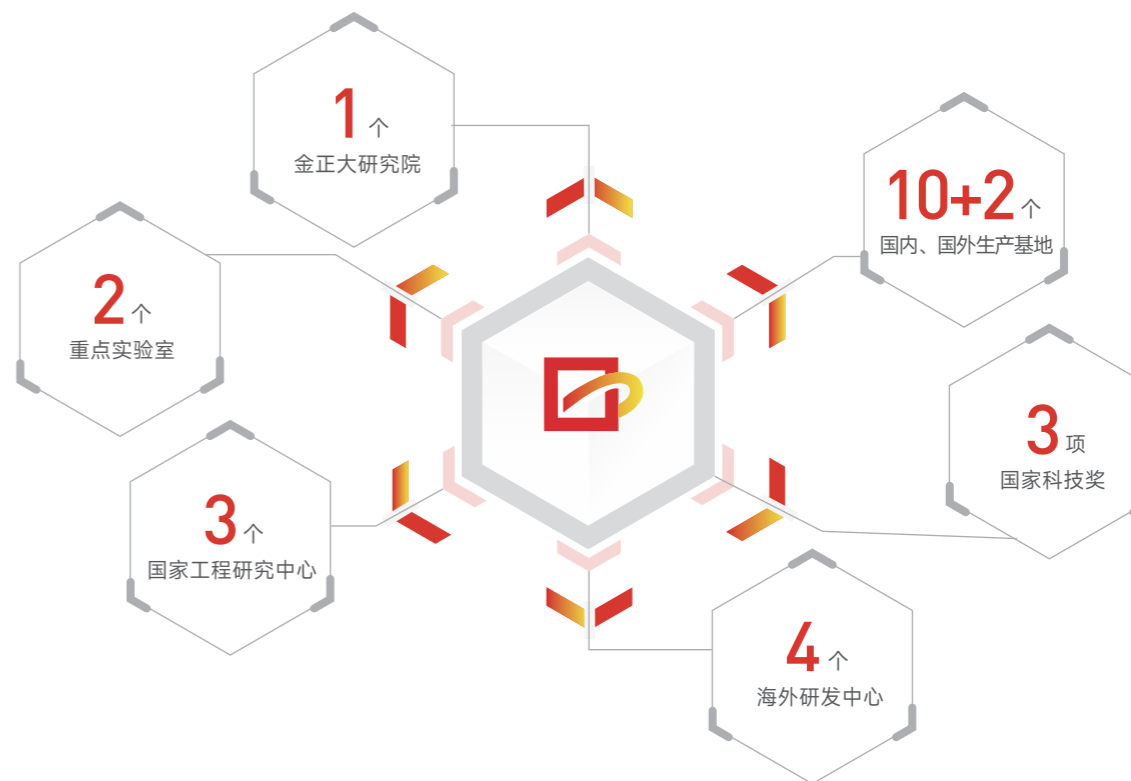 1个
金正大研究院
10+2个
国内、国外生产基地
2个
重点实验室
3项
国家科技奖
3个
国家工程研究中心
4个
海外研发中心